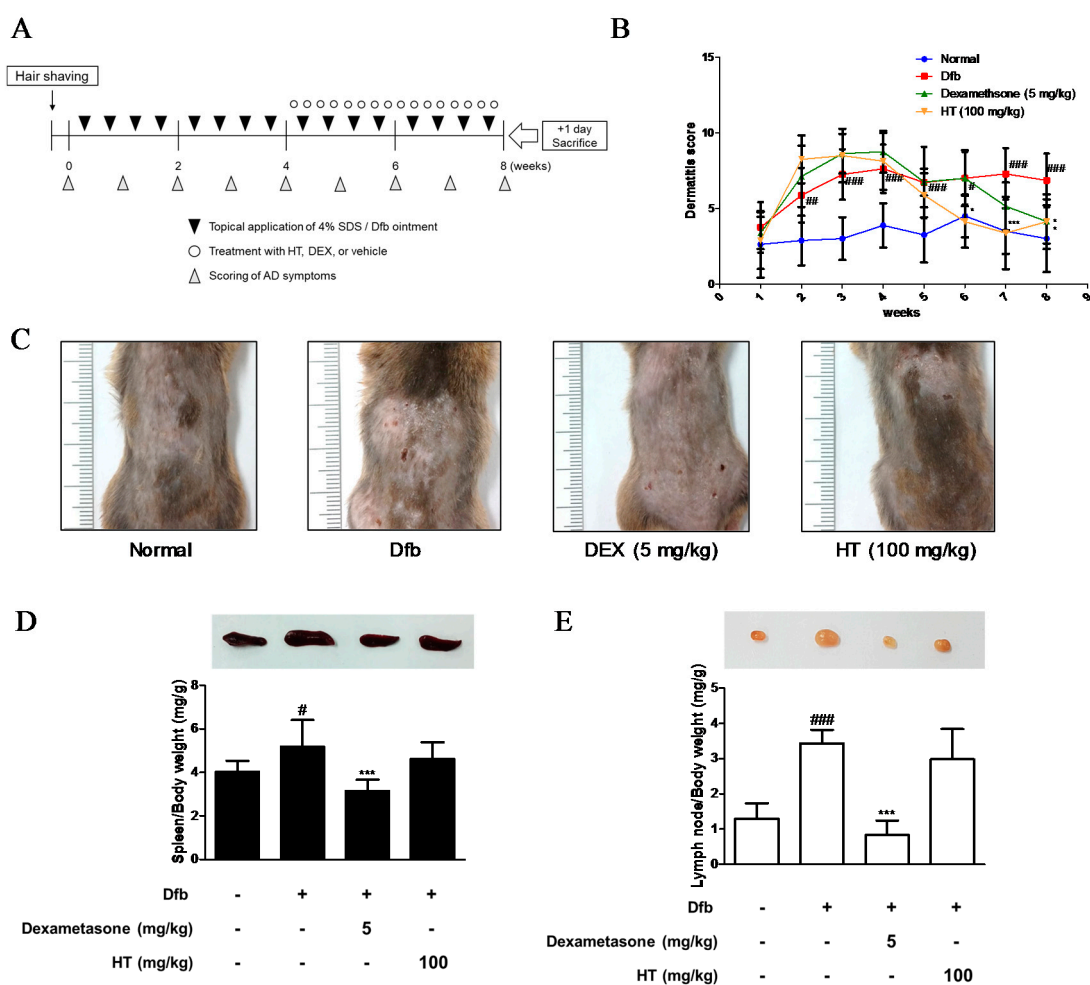 A
Hair shaving
+1 day
Sacrifice
0
2
4
6
8 (weeks)
Topical application of 4% SDS / Dfb ointment
Treatment with HT, DEX, or vehicle
Scoring of AD symptoms
B
Normal
Dfb
Dexamethsone (5 mg/kg)
HT (100 mg/kg)
Dermatitis score
15
10
5
0
##
###
###
###
#
*
###
***
###
*
*
0
1
2
3
4
5
6
7
8
9
weeks
C
Normal
Dfb
DEX (5 mg/kg)
HT (100 mg/kg)
D
Spleen/Body weight (mg/g)
8
6
4
2
0
#
***
Dfb - + + +
Dexametasone (mg/kg) - - 5 -
HT (mg/kg) - - - 100
E
Lymph node/Body weight (mg/g)
5
4
3
2
1
0
###
***
Dfb - + + +
Dexametasone (mg/kg) - - 5 -
HT (mg/kg) - - - 100